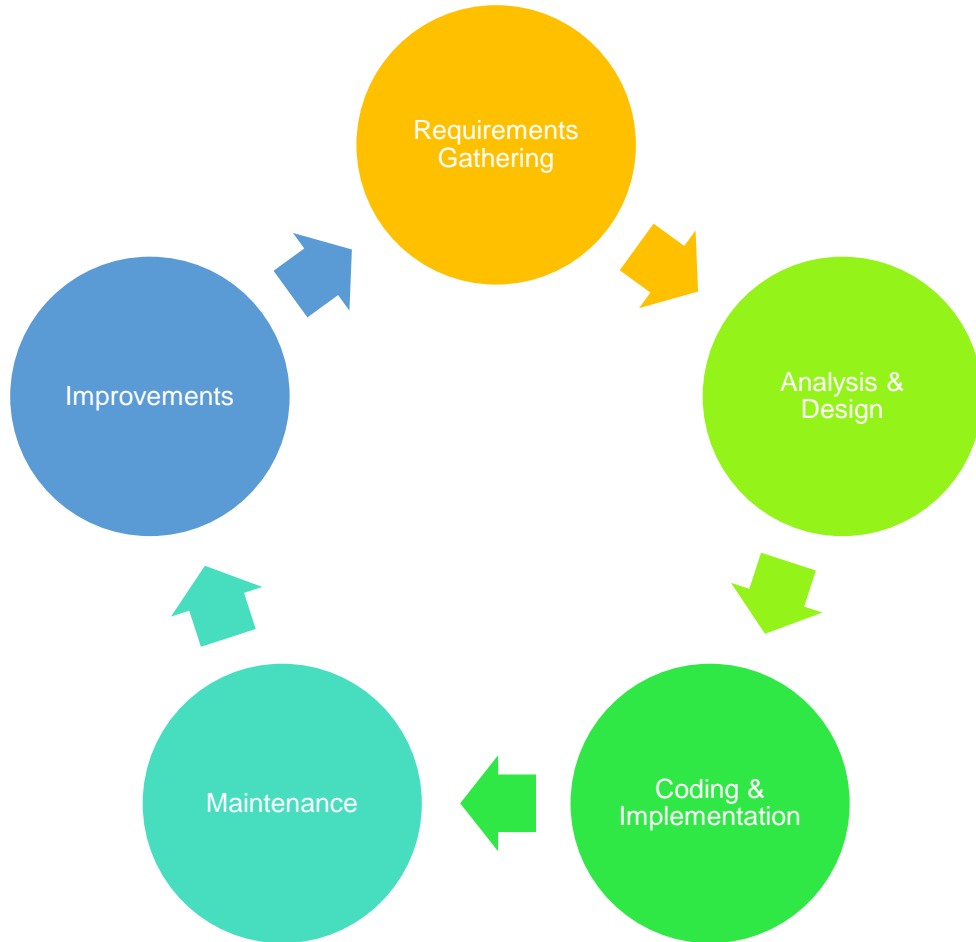 Requirements
Gathering
Analysis &
Design
Coding &
Implementation
Maintenance
Improvements